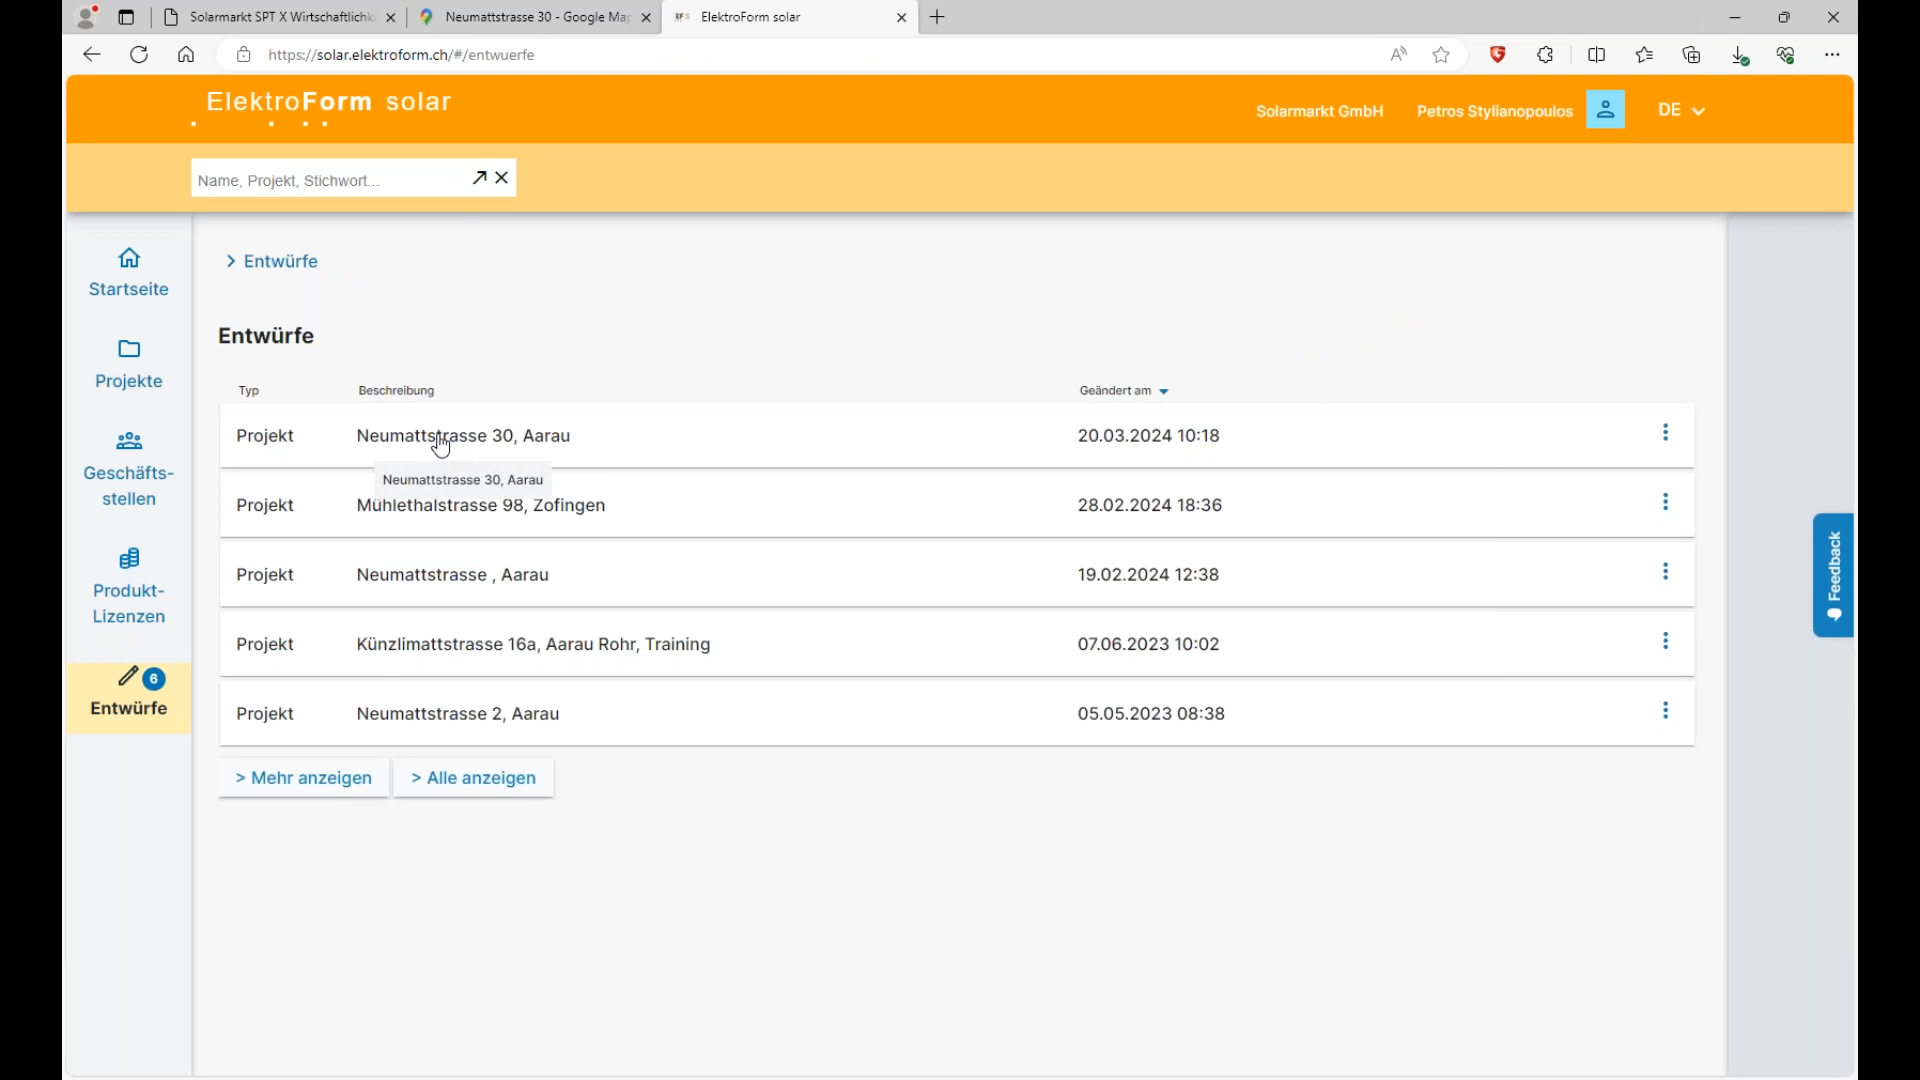 Solarmarkt SPT X Wirtschaftlichk
Neumattstrasse 30 - Google Ma
ElektroForm solar
https://solar.elektroform.ch/#/entwuerfe
ElektroForm solar
Solarmarkt GmbH
Petros Stylianopoulos
DE
Name, Projekt, Stichwort...
Startseite
Projekte
Geschäfts-
stellen
Produkt-
Lizenzen
6
Entwürfe
> Entwürfe
Entwürfe
Typ Beschreibung Geändert am
Projekt Neumattstrasse 30, Aarau 20.03.2024 10:18
Neumattstrasse 30, Aarau
Projekt Mühlethalstrasse 98, Zofingen 28.02.2024 18:36
Projekt Neumattstrasse , Aarau 19.02.2024 12:38
Projekt Künzlimattstrasse 16a, Aarau Rohr, Training 07.06.2023 10:02
Projekt Neumattstrasse 2, Aarau 05.05.2023 08:38
> Mehr anzeigen > Alle anzeigen
Feedback